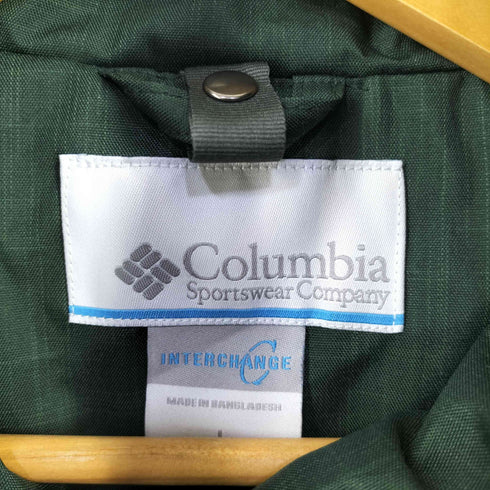 Columbia
Sportswear Company
INTERCHANGE
MADE IN BANGLADESH
L